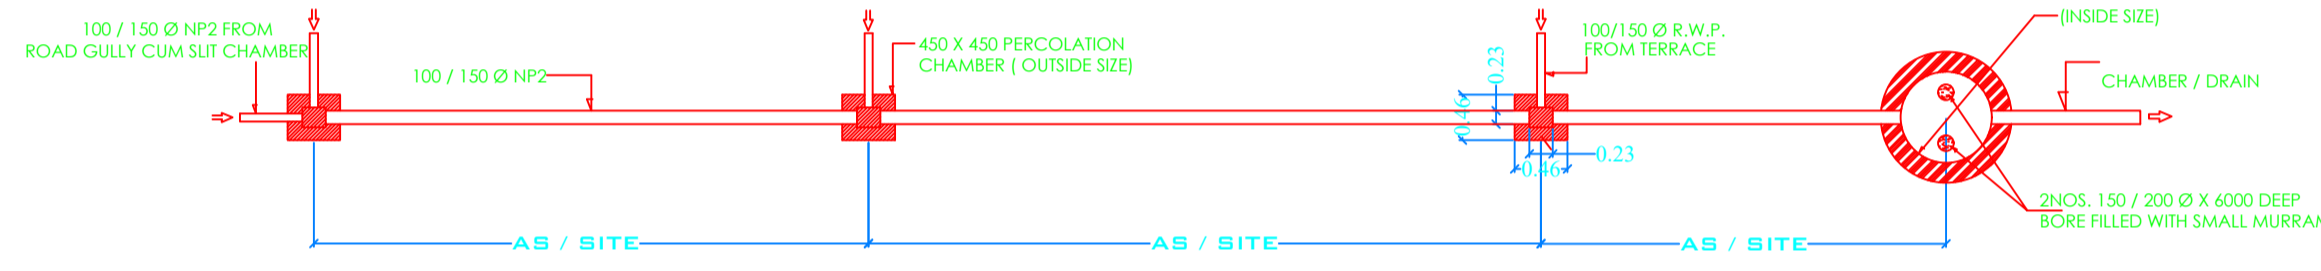 100 / 150 Ø NP2 FROM
ROAD GULLY CUM SLIT CHAMBER
100 / 150 Ø NP2
450 X 450 PERCOLATION
CHAMBER ( OUTSIDE SIZE)
100/150 Ø R.W.P.
FROM TERRACE
0.23
0.46
0.23
0.46
(INSIDE SIZE)
CHAMBER / DRAIN
2NOS. 150 / 200 Ø X 6000 DEEP
BORE FILLED WITH SMALL MURRAM
AS / SITE
AS / SITE
AS / SITE